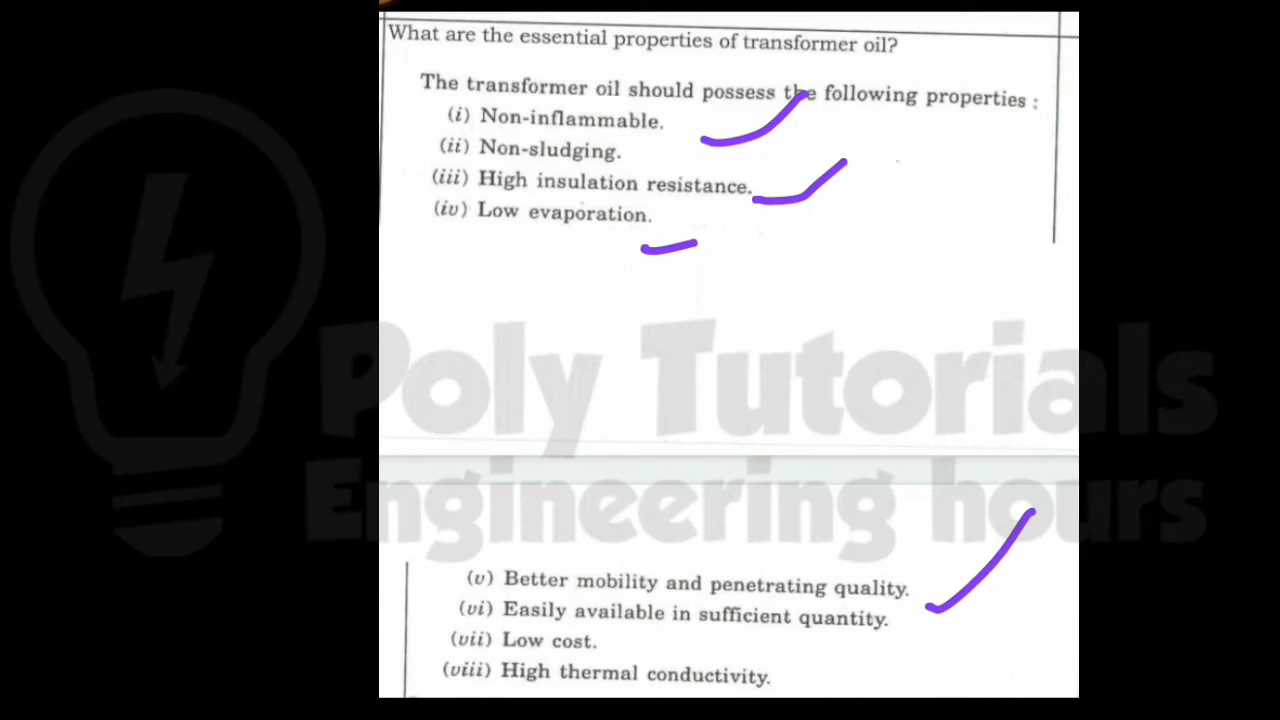 What are the essential properties of transformer oil?
The transformer oil should possess the following properties :
(i) Non-inflammable.
(ii) Non-sludging.
(iii) High insulation resistance.
(iv) Low evaporation.
Poly Tutorials
Engineering hours
(v) Better mobility and penetrating quality.
(vi) Easily available in sufficient quantity.
(vii) Low cost.
(viii) High thermal conductivity.